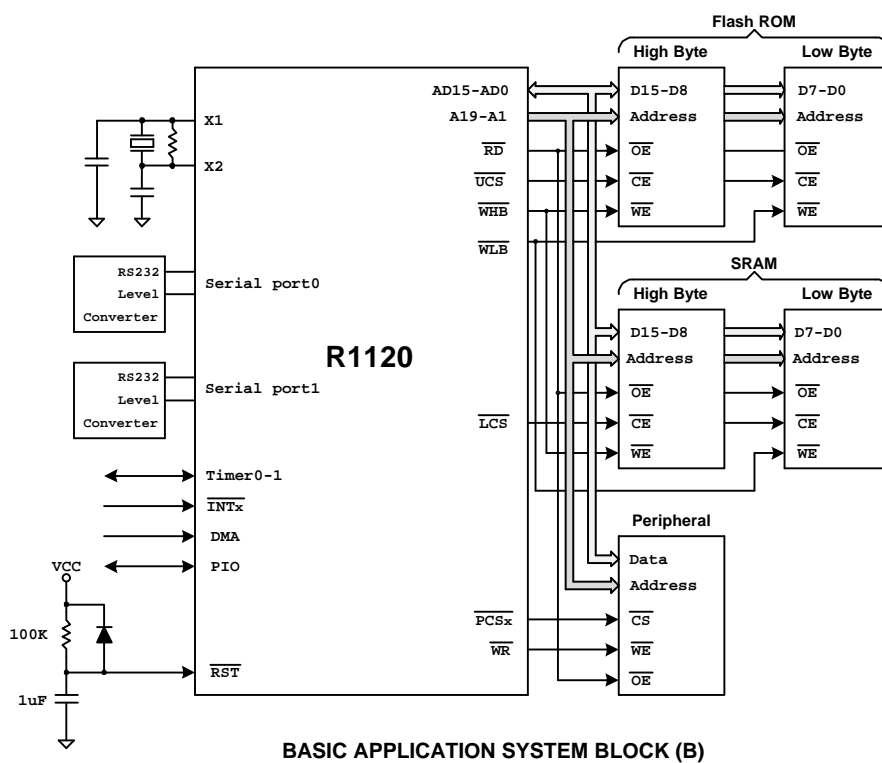 Flash ROM
High Byte
Low Byte
AD15-AD0
D15-D8
D7-D0
X1
A19-A1
Address
Address
RD
OE
OE
X2
UCS
CE
CE
WHB
WE
WE
WLB
SRAM
High Byte
Low Byte
RS232
Level
Converter
Serial port0
D15-D8
D7-D0
R1120
Address
Address
RS232
Level
Converter
Serial port1
OE
OE
LCS
CE
CE
WE
WE
Timer0-1
INTx
Peripheral
DMA
PIO
Data
VCC
Address
100K
PCSx
CS
WR
WE
RST
OE
1uF
BASIC APPLICATION SYSTEM BLOCK (B)